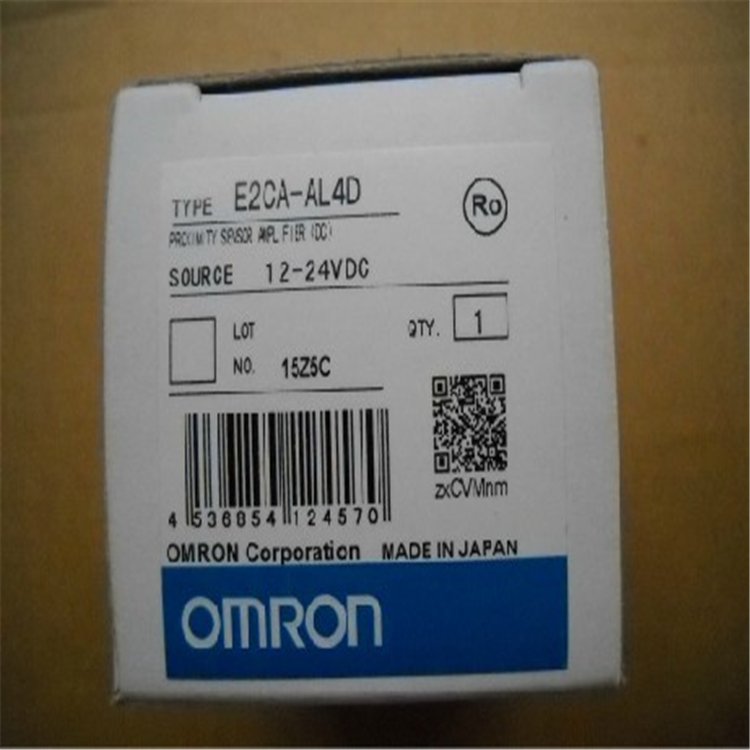 TYPE E2CA-AL4D
Ro
PROXIMITY SENSOR AMPLIFIER (DC)
SOURCE 12-24VDC
LOT
NO. 15Z5C
QTY. 1
zxCVMnm
4 536854 124570
OMRON Corporation MADE IN JAPAN
OMRON